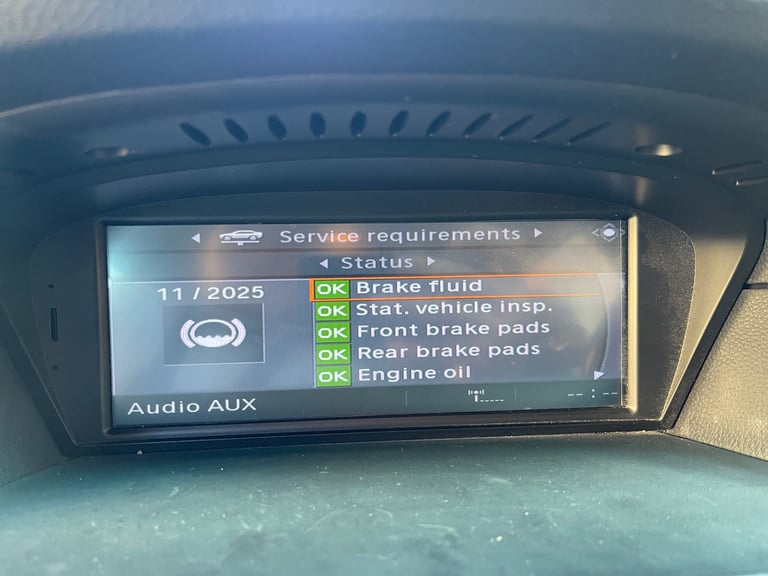 Service requirements
Status
11 / 2025
OK Brake fluid
OK Stat. vehicle insp.
OK Front brake pads
OK Rear brake pads
OK Engine oil
Audio AUX
-- : --